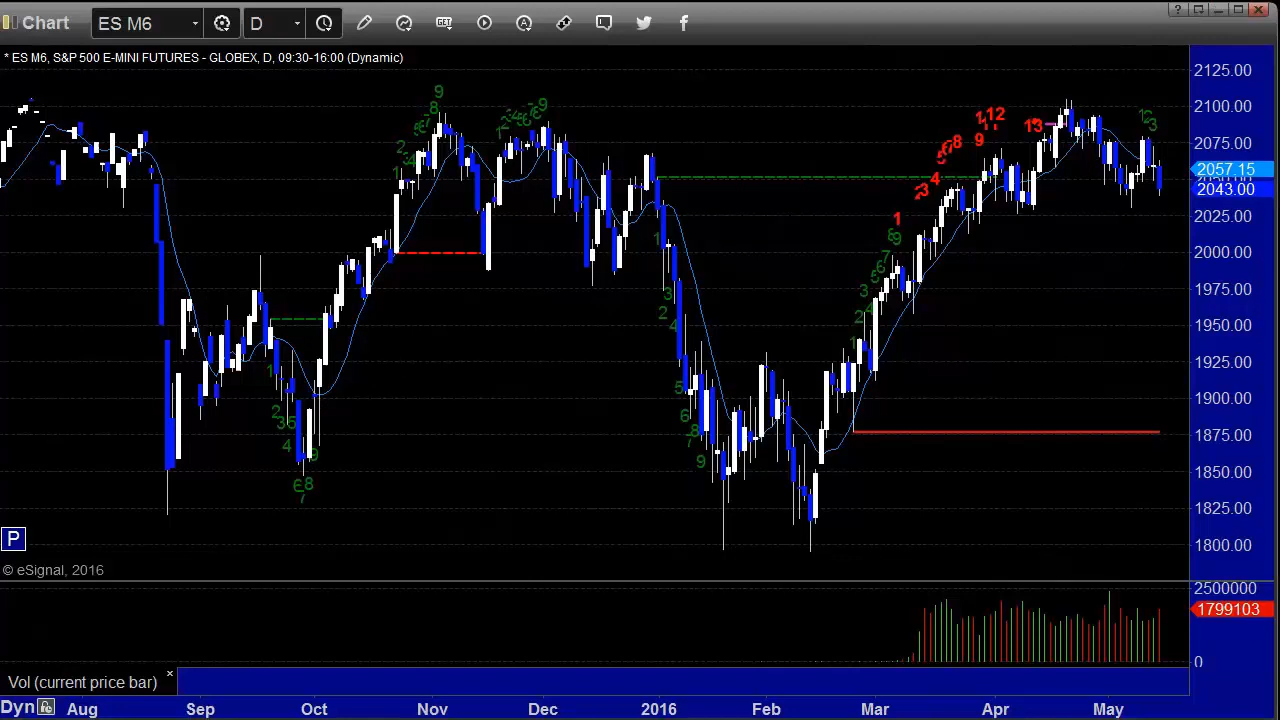 Chart
ES M6
D
GET
A
?
* ES M6, S&P 500 E-MINI FUTURES - GLOBEX, D, 09:30-16:00 (Dynamic)
2125.00
2100.00
2075.00
2057.15
2043.00
2025.00
2000.00
1975.00
1950.00
1925.00
1900.00
1875.00
1850.00
1825.00
1800.00
P
© eSignal, 2016
2500000
1799103
0
Vol (current price bar)
Dyn Aug Sep Oct Nov Dec 2016 Feb Mar Apr May